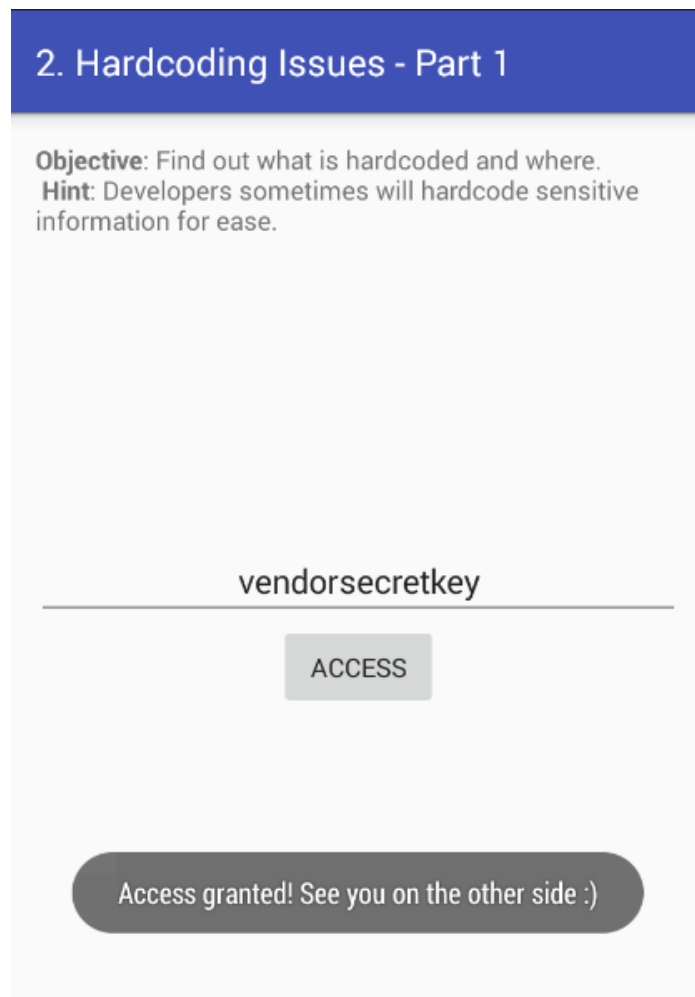 2. Hardcoding Issues - Part 1
Objective: Find out what is hardcoded and where.
Hint: Developers sometimes will hardcode sensitive
information for ease.
vendorsecretkey
ACCESS
Access granted! See you on the other side :)